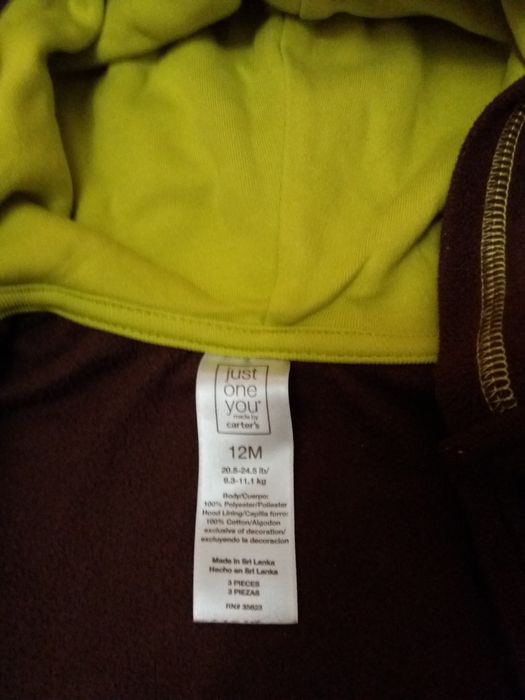 just
one
you®
made by
carter's
12M
20.5-24.5 lb/
9.3-11.1 kg
Body/Cuerpo:
100% Polyester/Poliester
Hood Lining/Capilla forro:
100% Cotton/Algodon
exclusive of decoration/
excluyendo la decoracion
Made in Sri Lanka
Hecho en Sri Lanka
3 PIECES
3 PIEZAS
RN# 35623